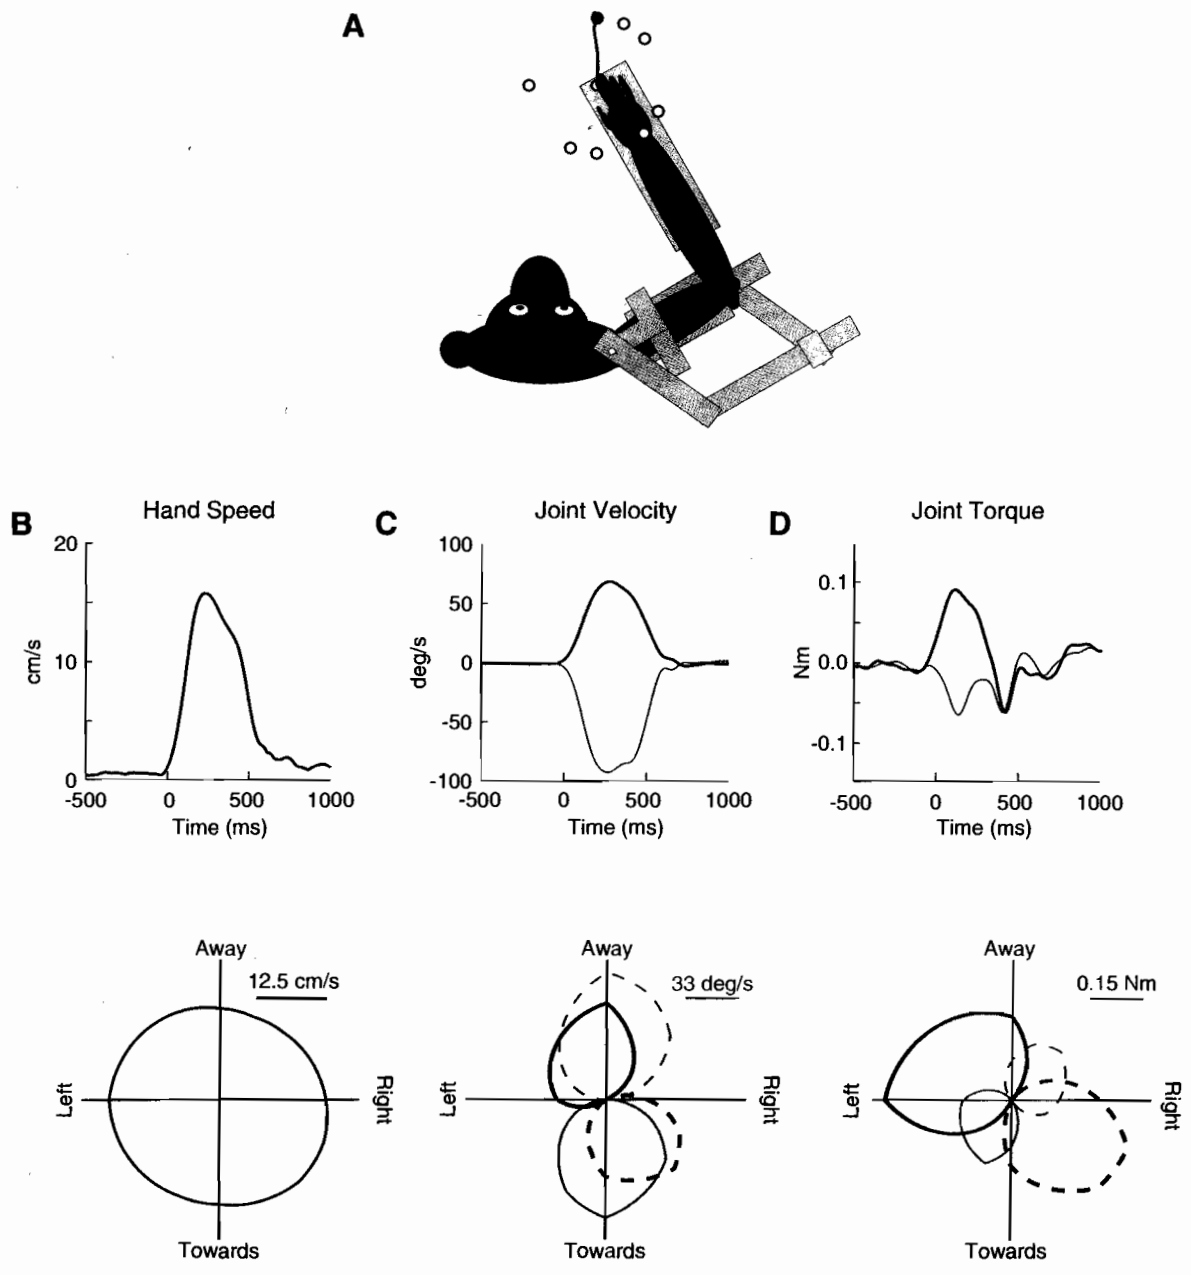 A
B
Hand Speed
C
Joint Velocity
D
Joint Torque
20
10
0
cm/s
-500
0
500
1000
Time (ms)
100
50
0
-50
-100
deg/s
-500
0
500
1000
Time (ms)
0.1
0.0
-0.1
Nm
-500
0
500
1000
Time (ms)
Away
12.5 cm/s
Left
Right
Towards
Away
33 deg/s
Left
Right
Towards
Away
0.15 Nm
Left
Right
Towards